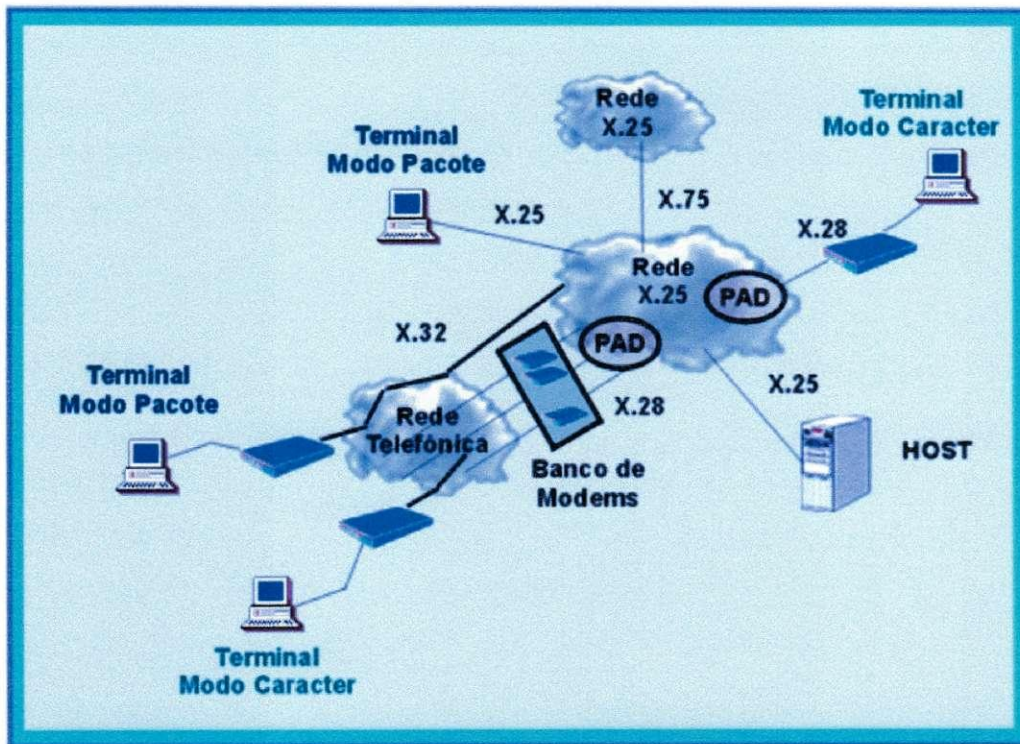 Rede
X.25
Terminal
Modo Caracter
Terminal
Modo Pacote
X.25
X.75
X.28
Rede
X.25
PAD
PAD
X.32
X.25
Terminal
Modo Pacote
Rede
Telefónica
X.28
HOST
Banco de
Modems
Terminal
Modo Caracter